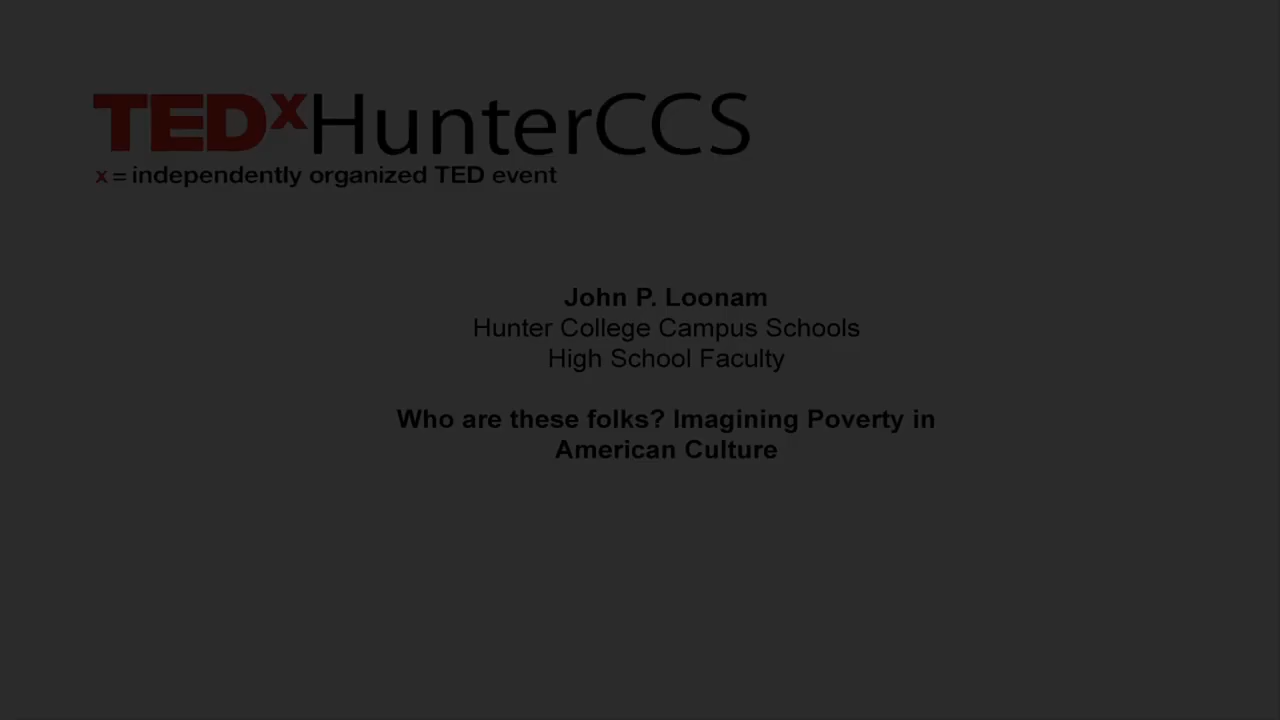 TEDxHunterCCS
x = independently organized TED event
John P. Loonam
Hunter College Campus Schools
High School Faculty
Who are these folks? Imagining Poverty in
American Culture